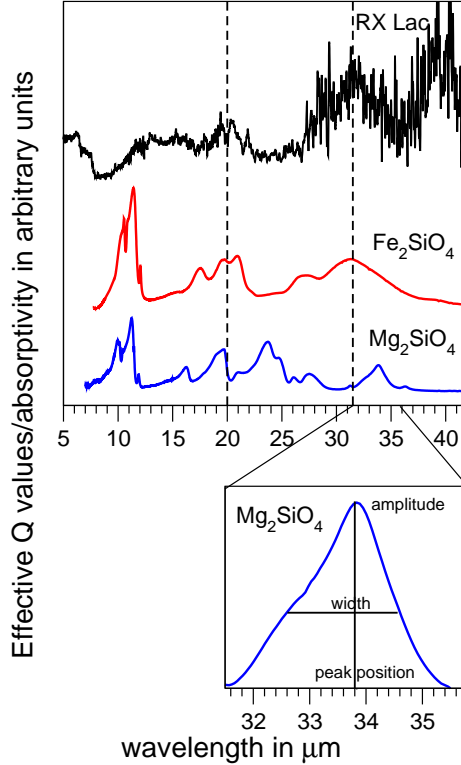 Effective Q values/absorptivity in arbitrary units
RX Lac
Fe₂SiO₄
Mg₂SiO₄
5 10 15 20 25 30 35 40
Mg₂SiO₄
amplitude
width
peak position
32 33 34 35
wavelength in μm